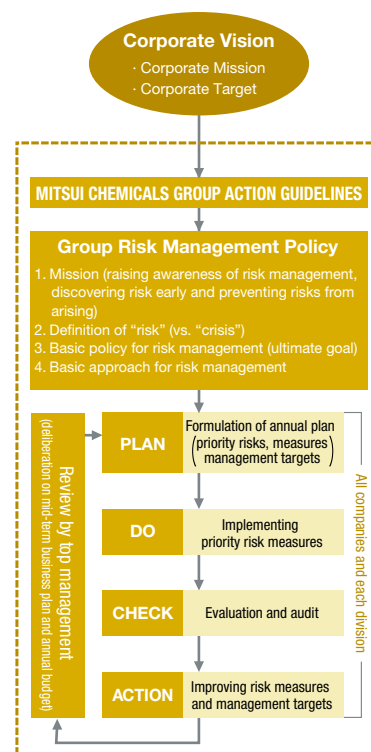 Corporate Vision
· Corporate Mission
· Corporate Target
MITSUI CHEMICALS GROUP ACTION GUIDELINES
Group Risk Management Policy
1. Mission (raising awareness of risk management,
discovering risk early and preventing risks from
arising)
2. Definition of “risk” (vs. “crisis”)
3. Basic policy for risk management (ultimate goal)
4. Basic approach for risk management
Review by top management
(deliberation on mid-term business plan and annual budget)
PLAN
Formulation of annual plan
(priority risks, measures
management targets)
DO
Implementing
priority risk measures
CHECK
Evaluation and audit
ACTION
Improving risk measures
and management targets
All companies and each division